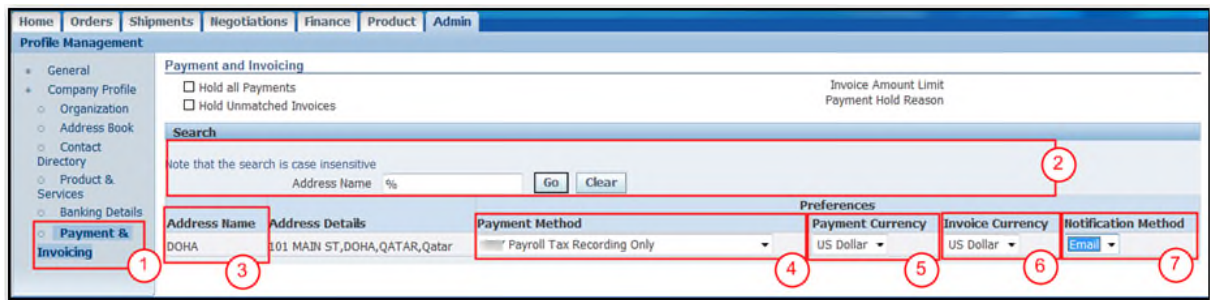 Home Orders Shipments Negotiations Finance Product Admin
Profile Management
General
Company Profile
Organization
Address Book
Contact
Directory
Product &
Services
Banking Details
Payment &
Invoicing
1
Payment and Invoicing
Hold all Payments
Hold Unmatched Invoices
Invoice Amount Limit
Payment Hold Reason
Search
Note that the search is case insensitive
Address Name % Go Clear
2
Preferences
Address Name Address Details Payment Method Payment Currency Invoice Currency Notification Method
DOHA 101 MAIN ST,DOHA,QATAR,Qatar Payroll Tax Recording Only US Dollar US Dollar Email
3 4 5 6 7